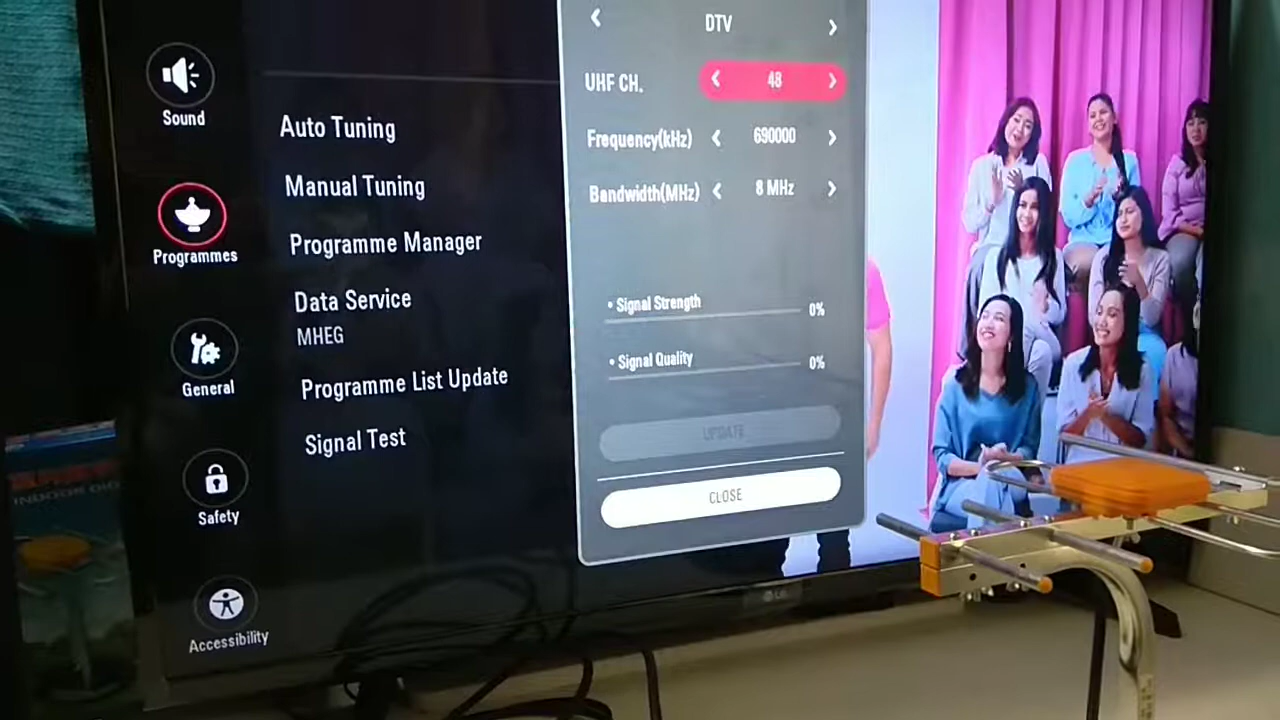 Sound
Programmes
General
Safety
Accessibility
Auto Tuning
Manual Tuning
Programme Manager
Data Service
MHEG
Programme List Update
Signal Test
DTV
UHF CH. 48
Frequency(kHz) 690000
Bandwidth(MHz) 8 MHz
• Signal Strength 0%
• Signal Quality 0%
UPDATE
CLOSE
LG
INDOOR DIG